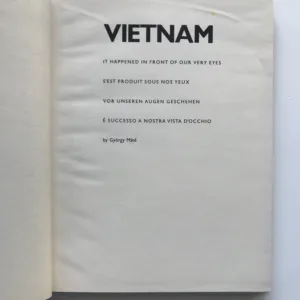 VIETNAM
IT HAPPENED IN FRONT OF OUR VERY EYES
S'EST PRODUIT SOUS NOS YEUX
VOR UNSEREN AUGEN GESCHEHEN
È SUCCESSO A NOSTRA VISTA D'OCCHIO
by György Máté